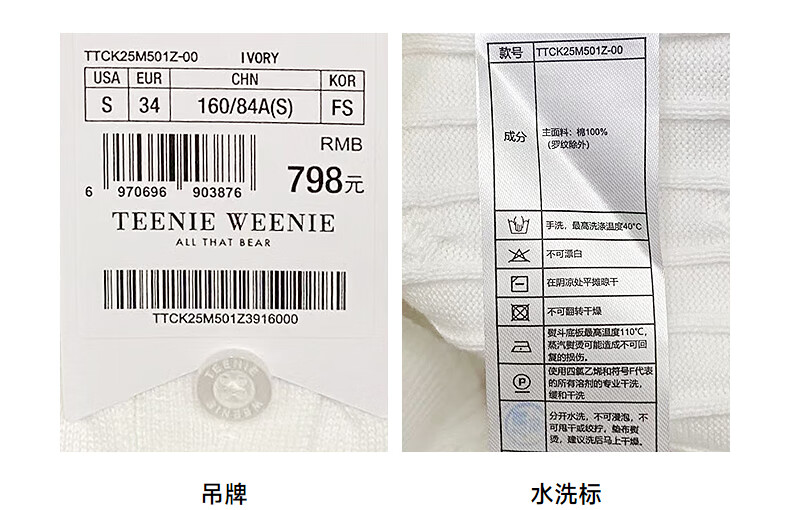 TTCK25M501Z-00 IVORY
USA EUR CHN KOR
S 34 160/84A(S) FS
RMB
798元
6 970696 903876
TEENIE WEENIE
ALL THAT BEAR
TTCK25M501Z3916000
TEENIE
WEENIE
款号 TTCK25M501Z-00
成分 主面料：棉100%
（罗纹除外）
手洗，最高洗涤温度40℃
不可漂白
在阴凉处平摊晾干
不可翻转干燥
熨斗底板最高温度110℃，
蒸汽熨烫可能造成不可回
复的损伤。
P 使用四氯乙烯和符号F代表
的所有溶剂的专业干洗，
缓和干洗
分开水洗，不可浸泡，不
可甩干或绞拧，垫布熨
烫，建议洗后马上干燥。
吊牌
水洗标